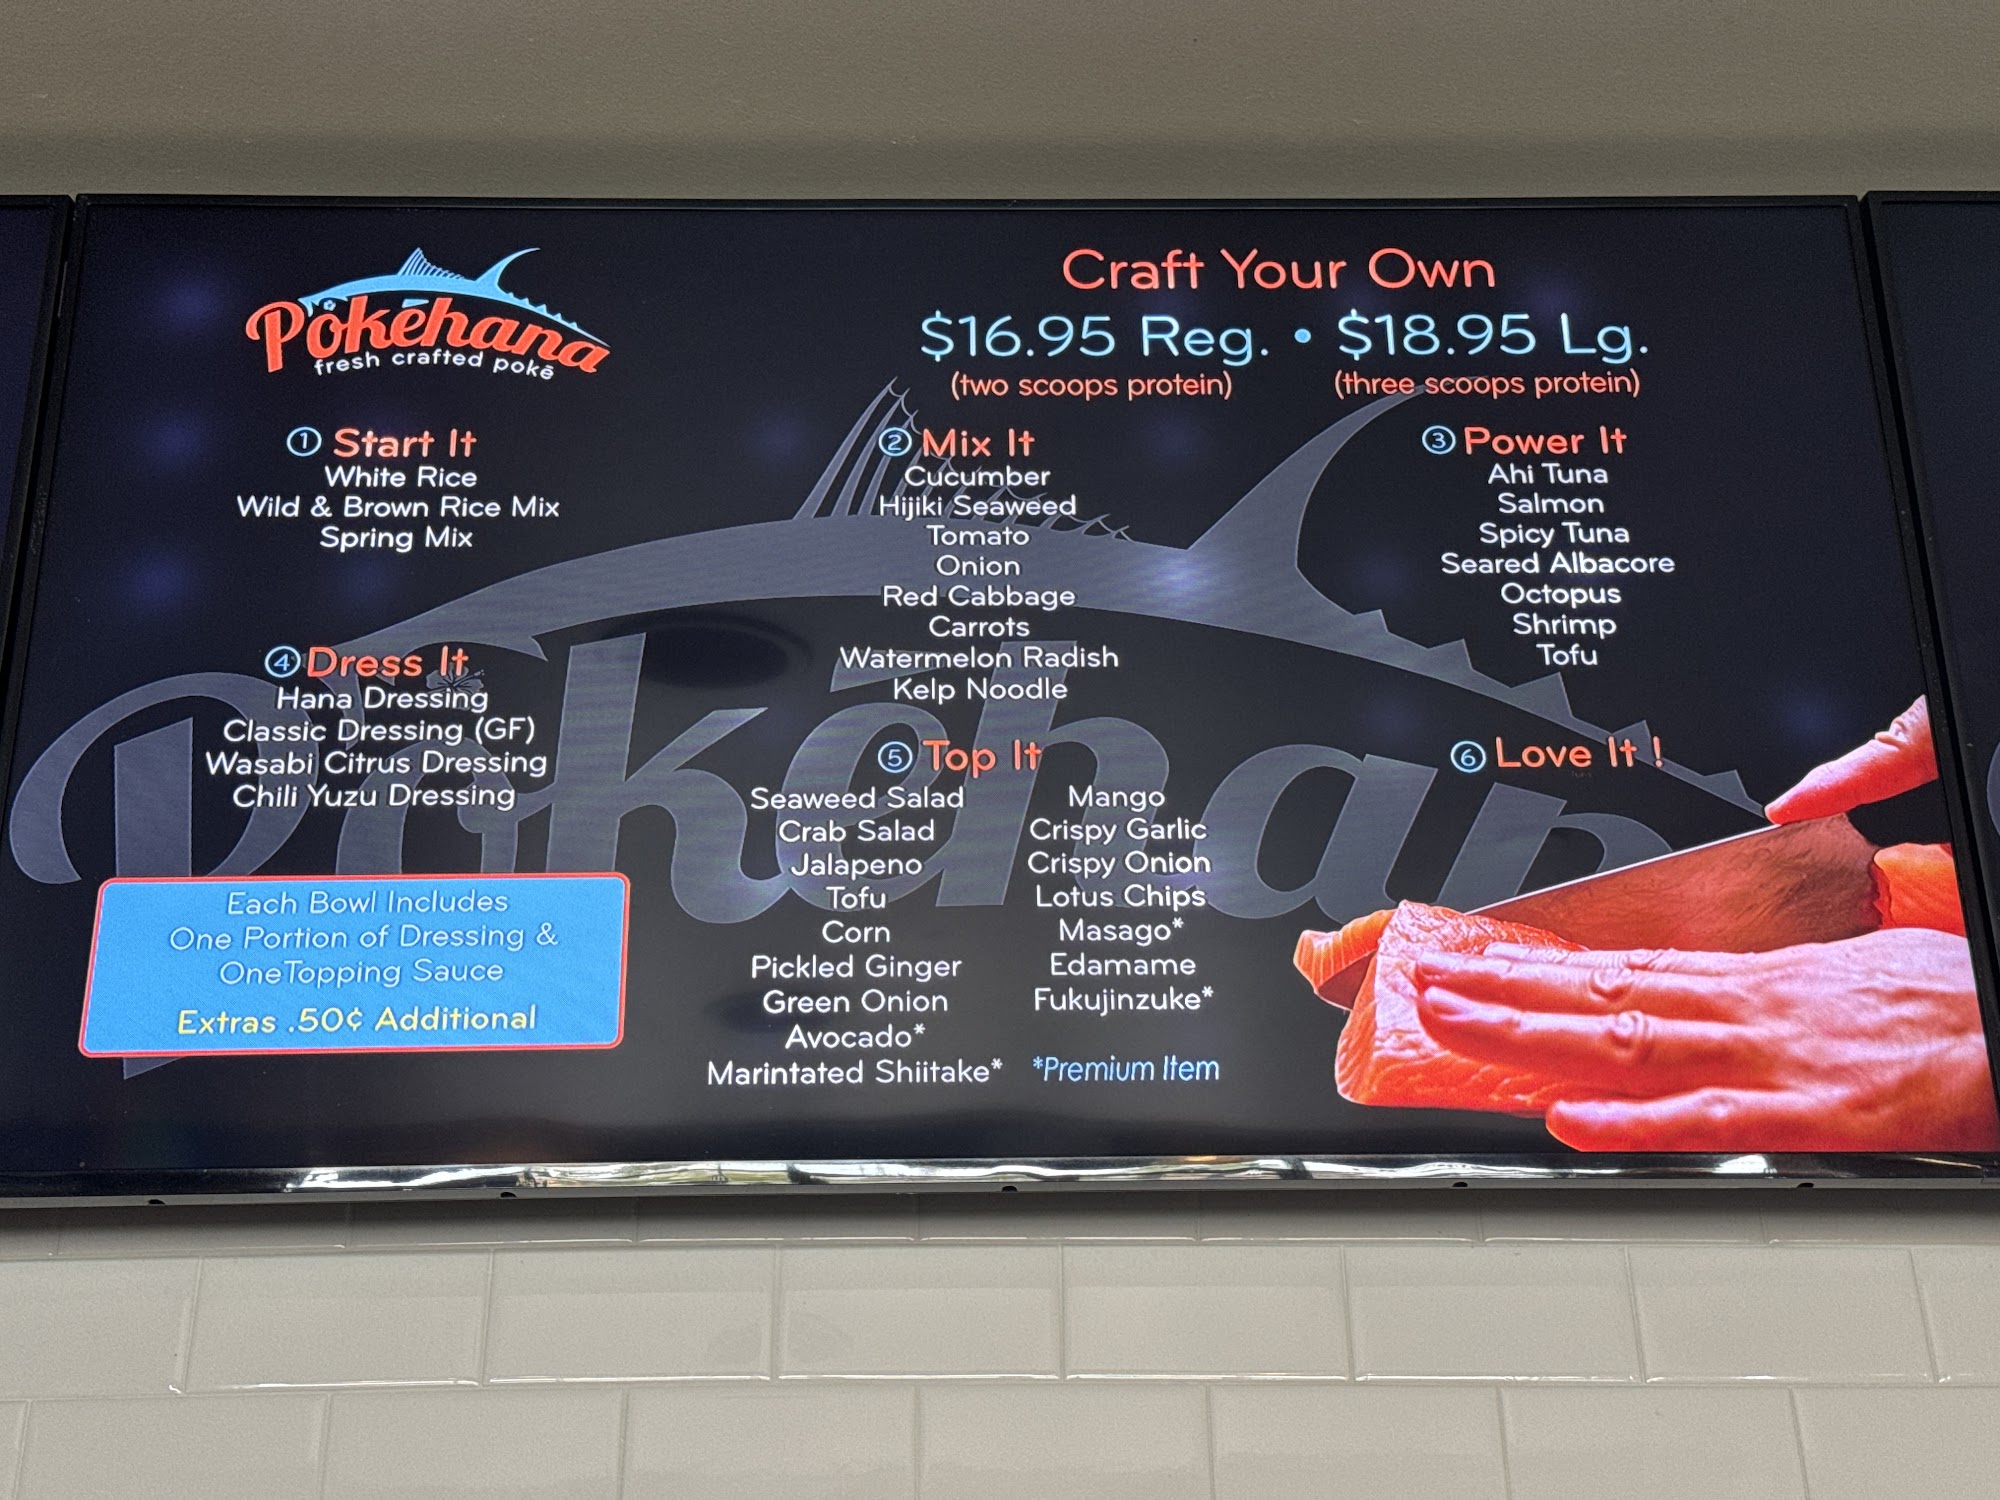 Pokēhana
fresh crafted pokē
Craft Your Own
$16.95 Reg. • $18.95 Lg.
(two scoops protein) (three scoops protein)
1 Start It
White Rice
Wild & Brown Rice Mix
Spring Mix
2 Mix It
Cucumber
Hijiki Seaweed
Tomato
Onion
Red Cabbage
Carrots
Watermelon Radish
Kelp Noodle
3 Power It
Ahi Tuna
Salmon
Spicy Tuna
Seared Albacore
Octopus
Shrimp
Tofu
4 Dress It
Hana Dressing
Classic Dressing (GF)
Wasabi Citrus Dressing
Chili Yuzu Dressing
Each Bowl Includes
One Portion of Dressing &
OneTopping Sauce
Extras .50¢ Additional
5 Top It
Seaweed Salad
Crab Salad
Jalapeno
Tofu
Corn
Pickled Ginger
Green Onion
Avocado*
Marintated Shiitake*
Mango
Crispy Garlic
Crispy Onion
Lotus Chips
Masago*
Edamame
Fukujinzuke*
*Premium Item
6 Love It !
Pokēhan